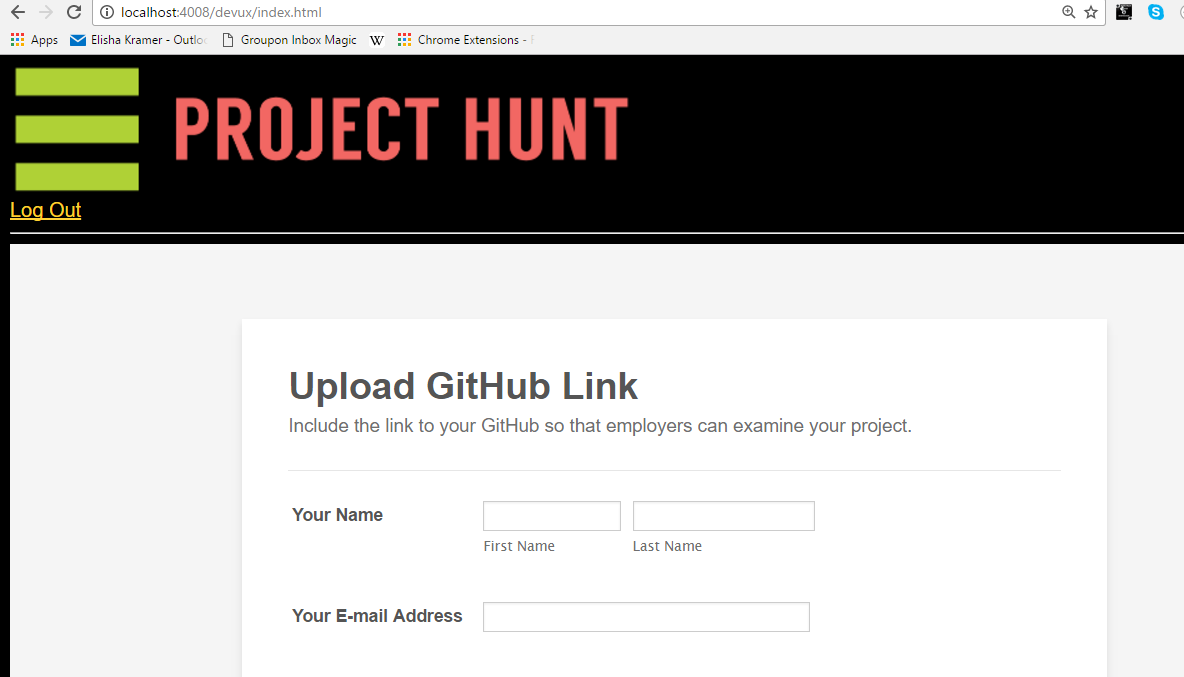 localhost:4008/devux/index.html
Apps Elisha Kramer - Outlo Groupon Inbox Magic W Chrome Extensions -
PROJECT HUNT
Log Out
Upload GitHub Link
Include the link to your GitHub so that employers can examine your project.
Your Name
First Name Last Name
Your E-mail Address